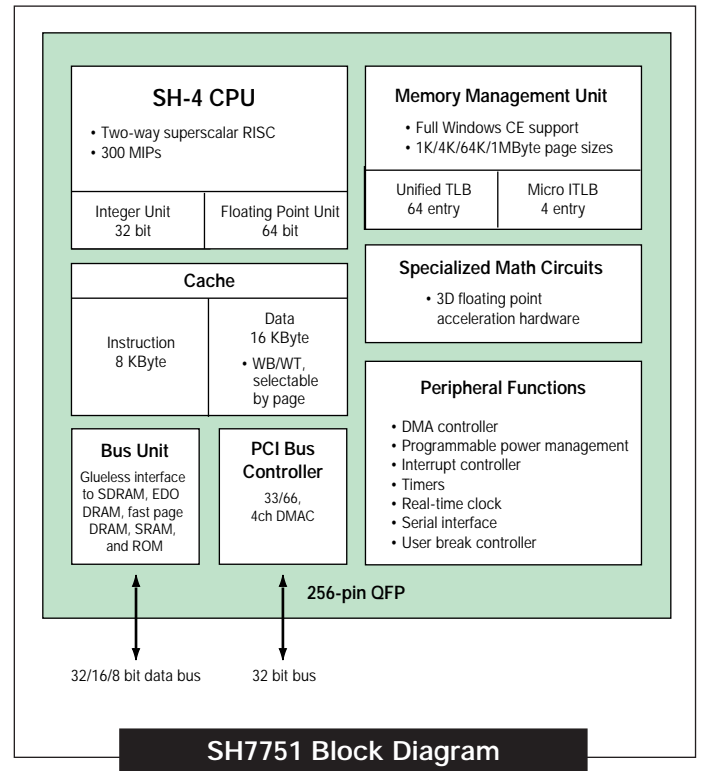 SH-4 CPU
• Two-way superscalar RISC
• 300 MIPs
Integer Unit
32 bit
Floating Point Unit
64 bit
Memory Management Unit
• Full Windows CE support
• 1K/4K/64K/1MByte page sizes
Unified TLB
64 entry
Micro ITLB
4 entry
Cache
Instruction
8 KByte
Data
16 KByte
• WB/WT,
selectable
by page
Specialized Math Circuits
• 3D floating point
acceleration hardware
Bus Unit
Glueless interface
to SDRAM, EDO
DRAM, fast page
DRAM, SRAM,
and ROM
PCI Bus
Controller
33/66,
4ch DMAC
Peripheral Functions
• DMA controller
• Programmable power management
• Interrupt controller
• Timers
• Real-time clock
• Serial interface
• User break controller
256-pin QFP
32/16/8 bit data bus
32 bit bus
SH7751 Block Diagram